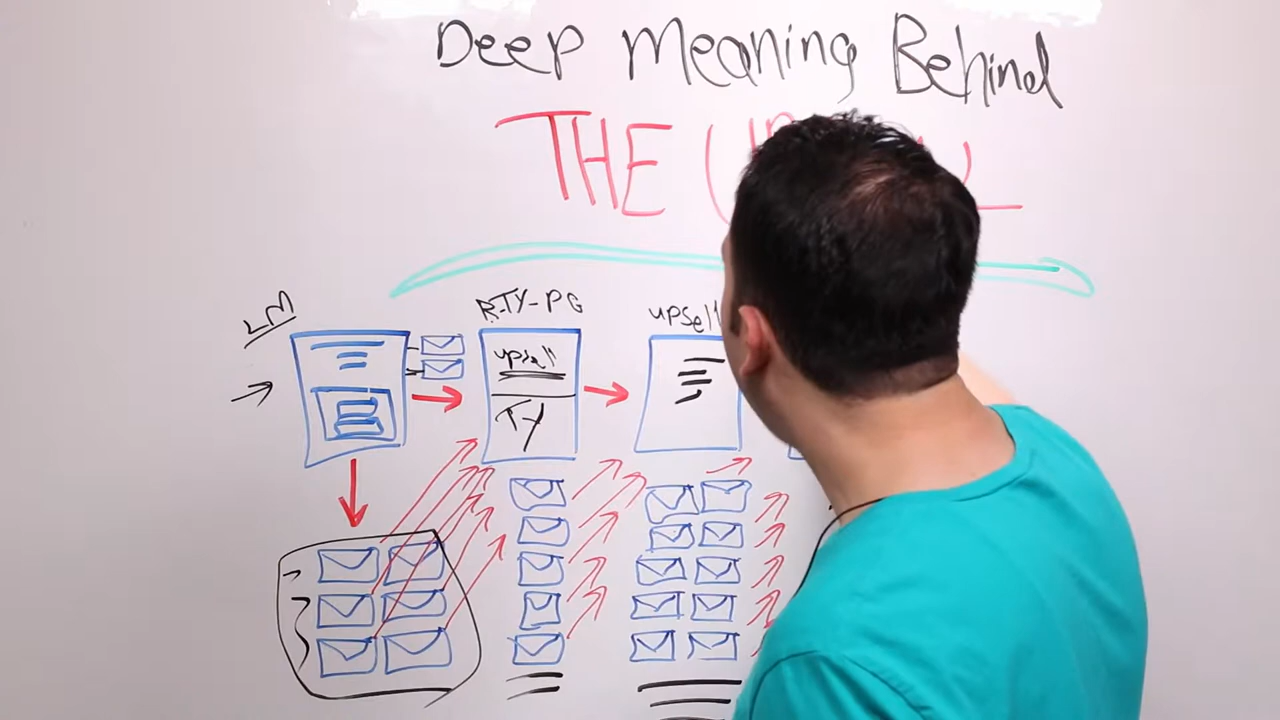 Deep Meaning Behind
THE
LM
R-TY-PG
upsell
upsell
TY